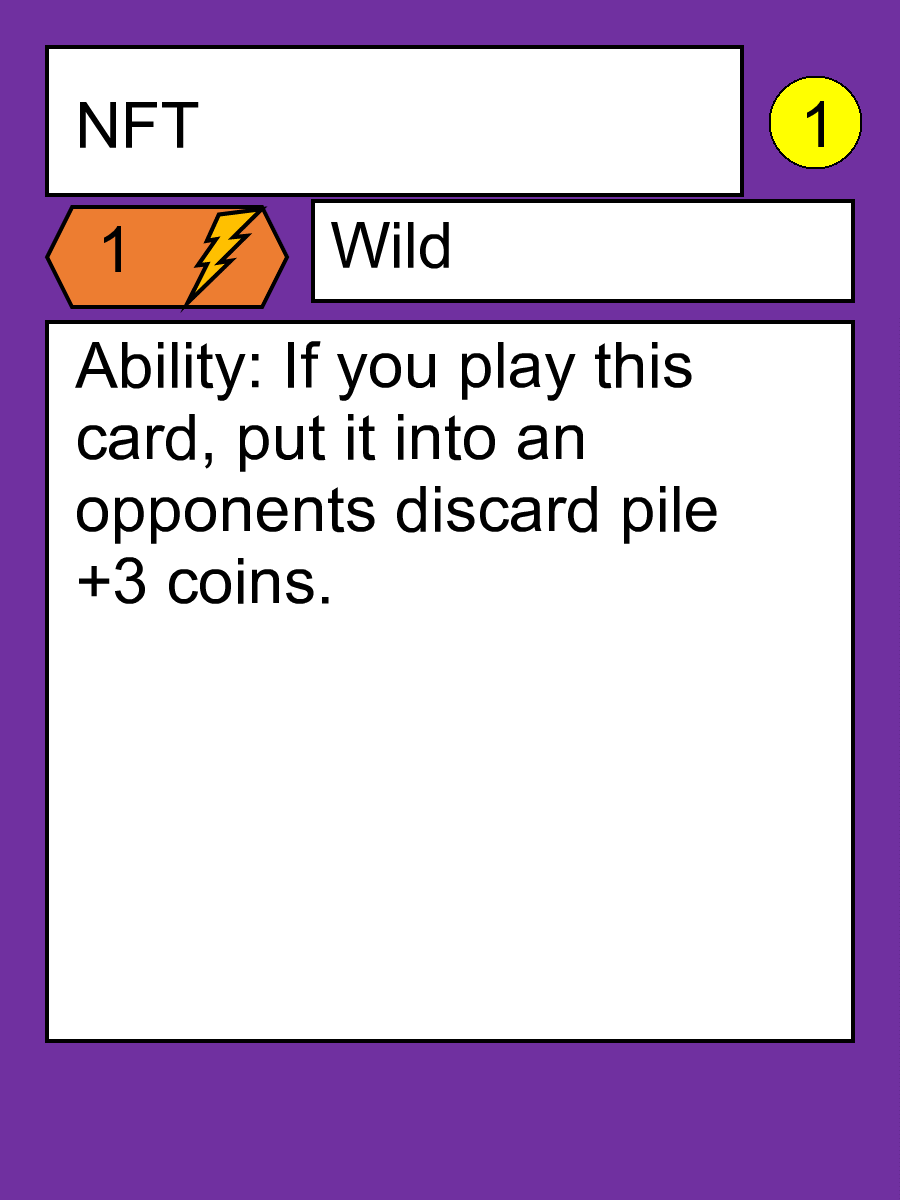 NFT
1
1
Wild
Ability: If you play this
card, put it into an
opponents discard pile
+3 coins.